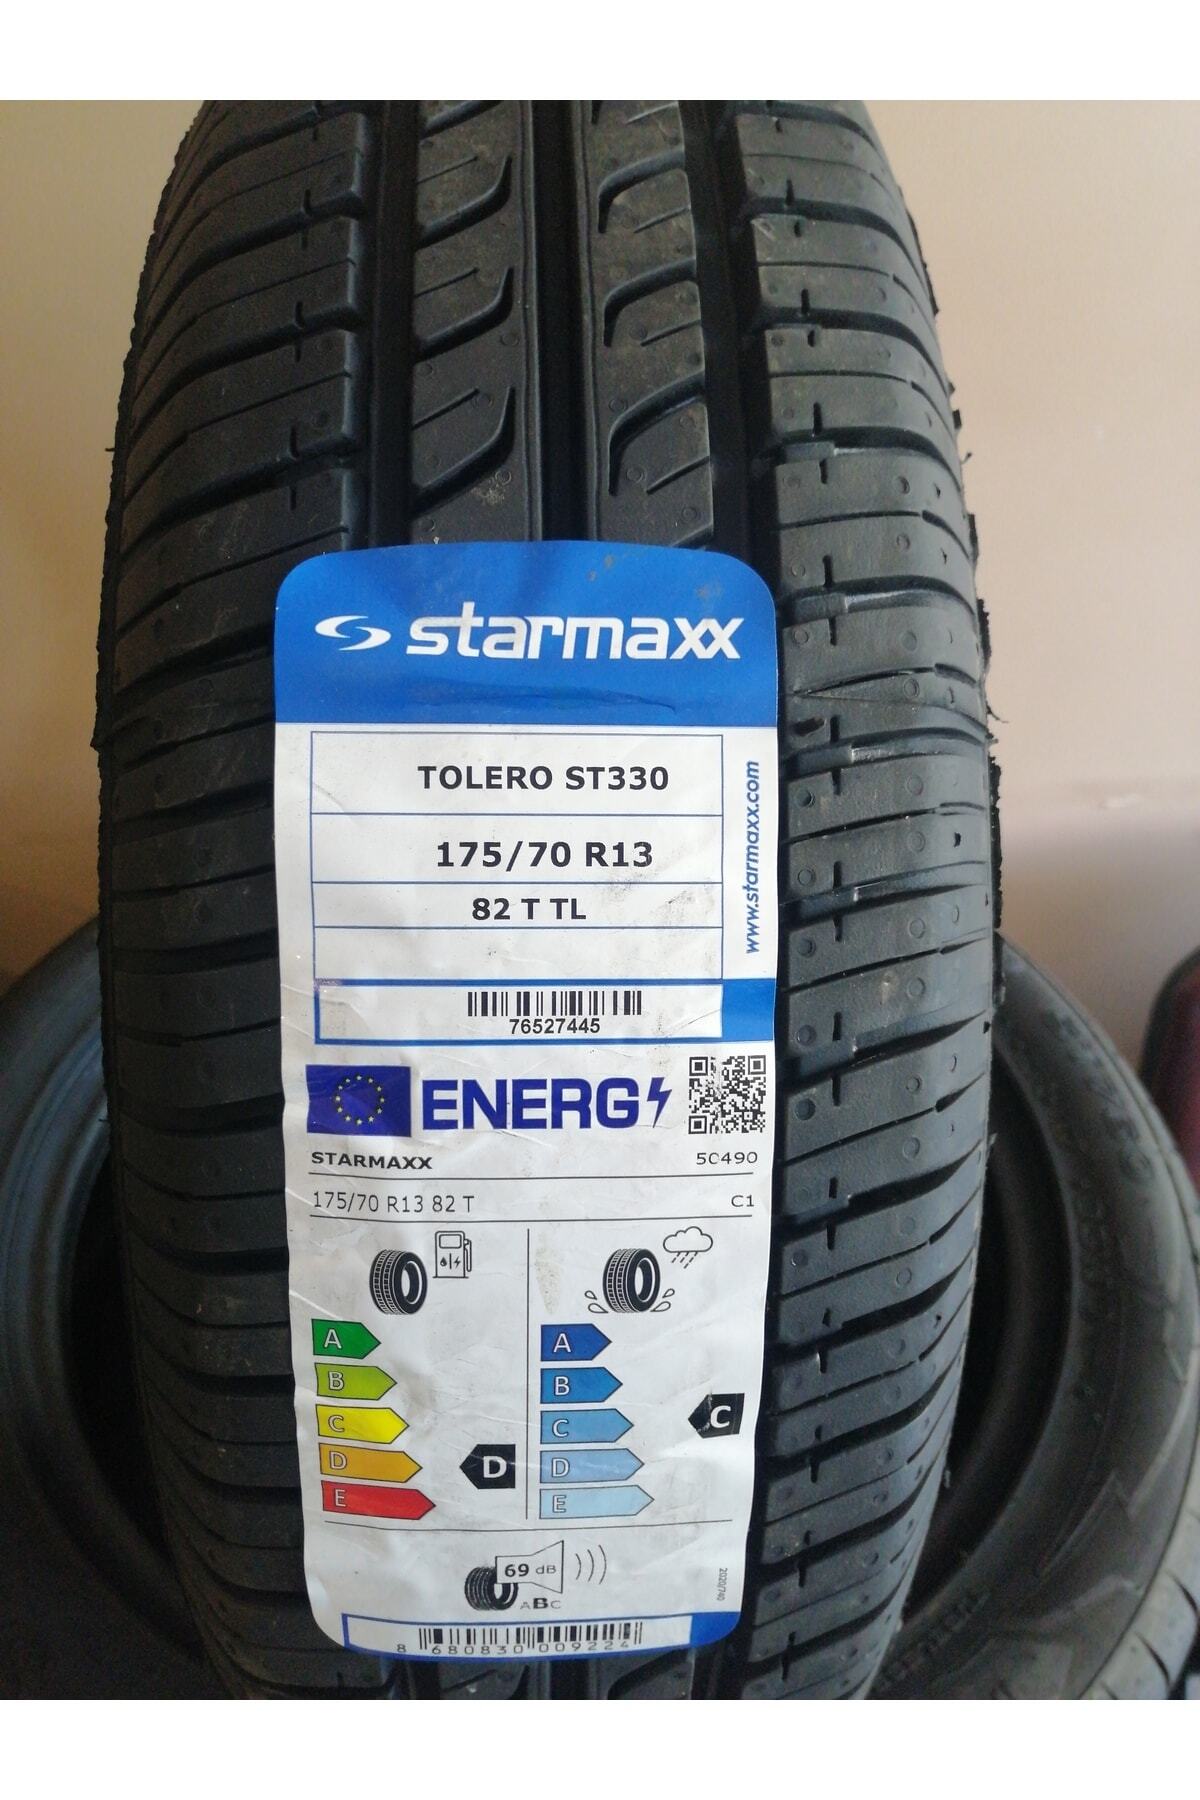 starmaxx
TOLERO ST330
175/70 R13
82 T TL
www.starmaxx.com
76527445
ENERG
STARMAXX 50490
175/70 R13 82 T C1
A A
B B
C C C
D D D
E E
69 dB
ABC
2020/740
8 680830 009224